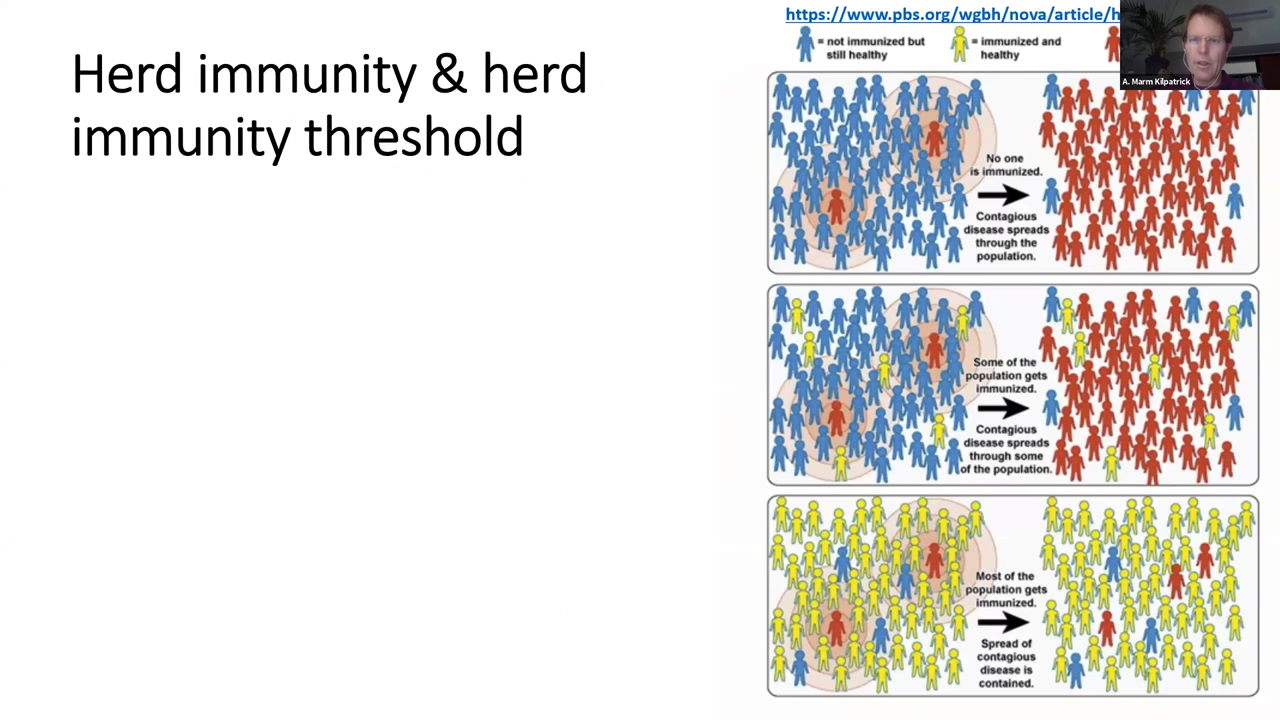 Herd immunity & herd
immunity threshold
https://www.pbs.org/wgbh/nova/article/h
A. Marm Kilpatrick
= not immunized but
still healthy
= immunized and
healthy
No one
is immunized.
Contagious
disease spreads
through the
population.
Some of the
population gets
immunized.
Contagious
disease spreads
through some
of the population.
Most of the
population gets
immunized.
Spread of
contagious
disease is
contained.